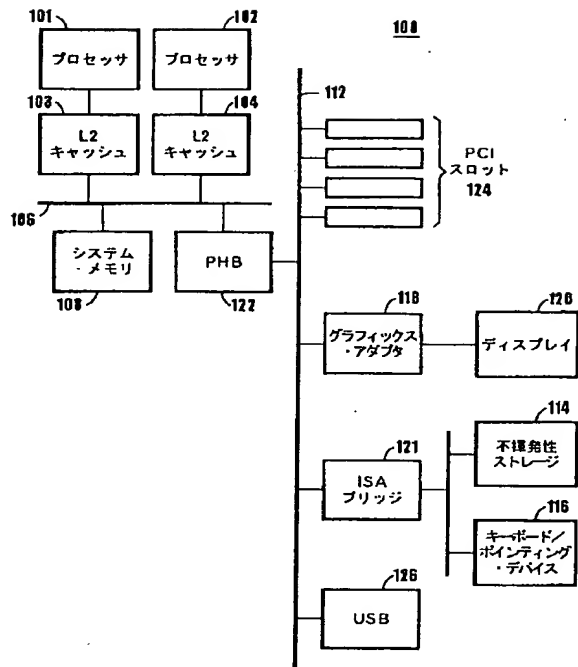 101
102
100
プロセッサ
プロセッサ
103
104
112
L2
キャッシュ
L2
キャッシュ
PCI
スロット
124
106
システム
・メモリ
PHB
108
122
118
120
グラフィックス
・アダプタ
ディスプレイ
114
121
不揮発性
ストレージ
ISA
ブリッジ
116
キーボード/
ポインティング
・デバイス
126
USB